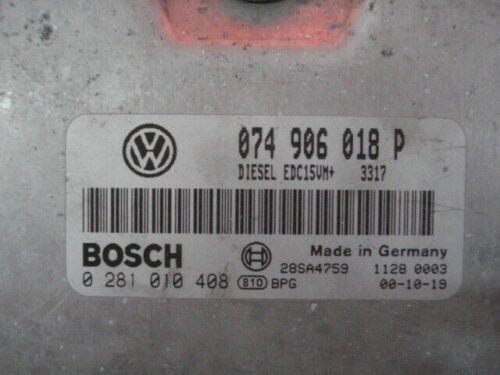 074 906 018 P
DIESEL EDC15VM+ 3317
BOSCH
Made in Germany
28SA4759 1128 0003
0 281 010 408 810 BPG 00-10-19